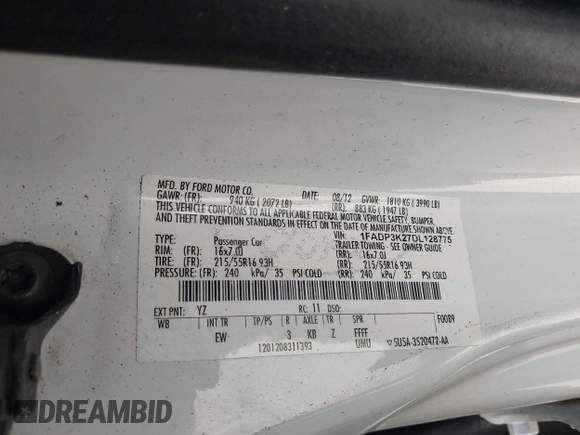 MFD. BY FORD MOTOR CO.
DATE: 08/12 GVWR: 1810 KG ( 3990 LB)
GAWR: (FR): 940 KG ( 2072 LB) (RR): 883 KG ( 1947 LB)
THIS VEHICLE CONFORMS TO ALL APPLICABLE FEDERAL MOTOR VEHICLE SAFETY, BUMPER,
AND THEFT PREVENTION STANDARDS IN EFFECT ON THE DATE OF MANUFACTURE SHOWN ABOVE.
VIN: 1FADP3K27DL128775
TYPE: Passenger Car TRAILER TOWING - SEE OWNER GUIDE
RIM: (FR): 16x7.0J (RR): 16x7.0J
TIRE: (FR): 215/55R16 93H (RR): 215/55R16 93H
PRESSURE: (FR): 240 kPa/ 35 PSI COLD (RR): 240 kPa/ 35 PSI COLD
EXT PNT: YZ RC: 11 DSO: F0089
WB INT TR TP/PS R AXLE TR SPR
EW 3 KB Z FFFF
1201208311393 UMU 5U5A-3520472-AA
DREAMBID